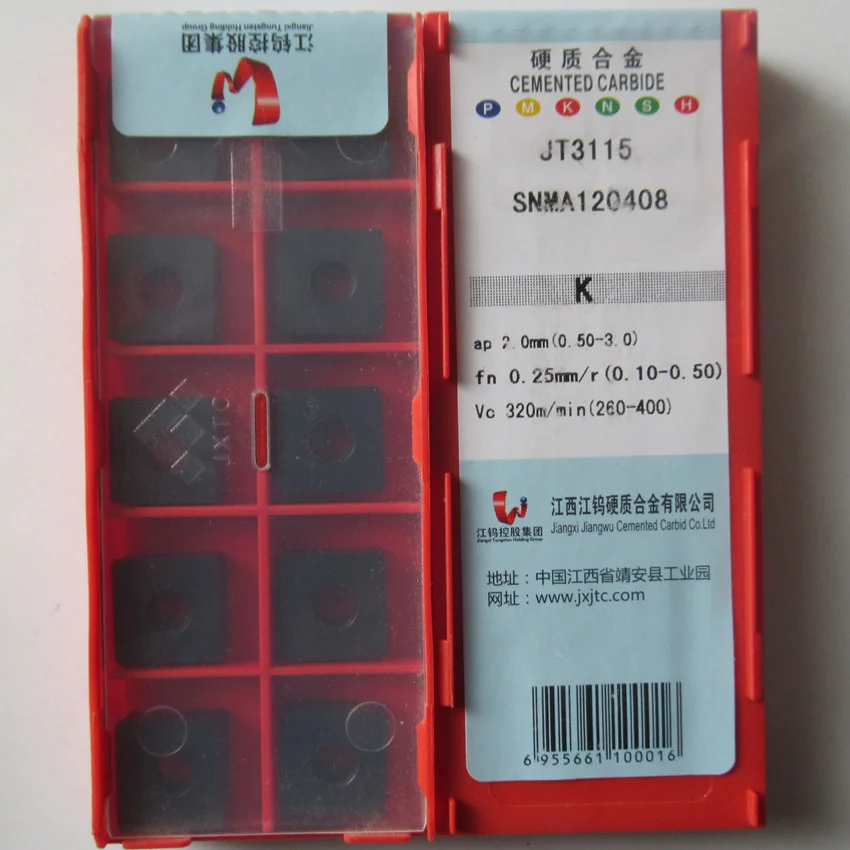 江钨控股集团
Jiangxi Tungsten Holding Group
JXTC
硬质合金
CEMENTED CARBIDE
P M K N S H
JT3115
SNMA120408
K
ap 2.0mm(0.50-3.0)
fn 0.25mm/r(0.10-0.50)
Vc 320m/min(260-400)
江钨控股集团
Jiangxi Tungsten Holding Group
江西江钨硬质合金有限公司
Jiangxi Jiangwu Cemented Carbid Co.Ltd
地址：中国江西省靖安县工业园
网址：www.jxjtc.com
6 955661 100016